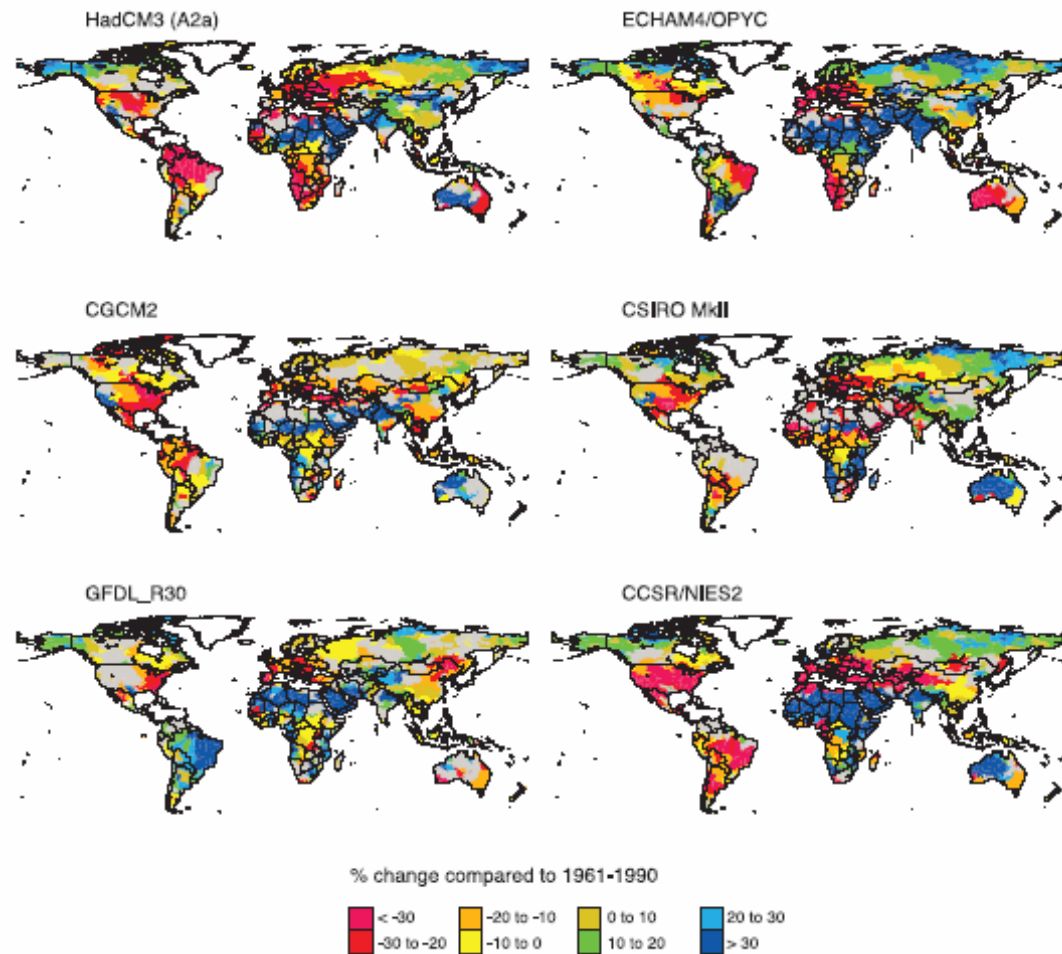 HadCM3 (A2a)
ECHAM4/OPYC
CGCM2
CSIRO MkII
GFDL_R30
CCSR/NIES2
% change compared to 1961-1990
< -30
-20 to -10
0 to 10
20 to 30
-30 to -20
-10 to 0
10 to 20
> 30